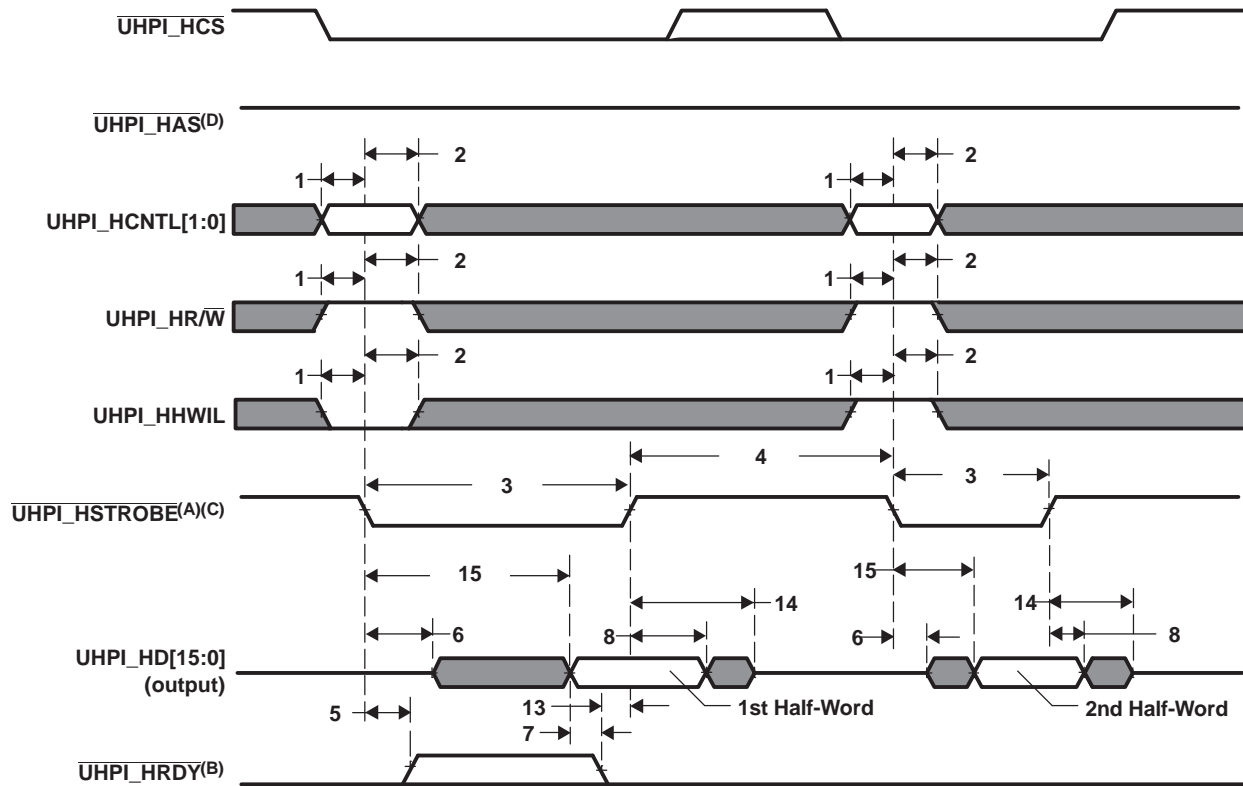 UHPI_HCS
UHPI_HAS(D)
2 2
1 1
UHPI_HCNTL[1:0]
2 2
1 1
UHPI_HR/W
2 2
1 1
UHPI_HHWIL
4
3 3
UHPI_HSTROBE(A)(C)
15 15
14 14
6 8 6 8
UHPI_HD[15:0]
(output)
13 1st Half-Word 2nd Half-Word
5
7
UHPI_HRDY(B)